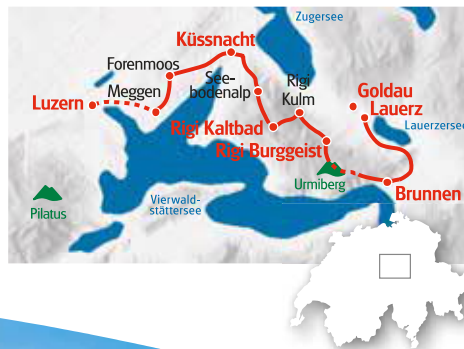 Zugersee
Küssnacht
Forenmoos
See-
bodenalp
Rigi
Kulm
Meggen
Goldau
Luzern
Lauerz
Lauerzersee
Rigi Kaltbad
Rigi Burggeist
Urmiberg
Brunnen
Pilatus
Vierwald-
stättersee